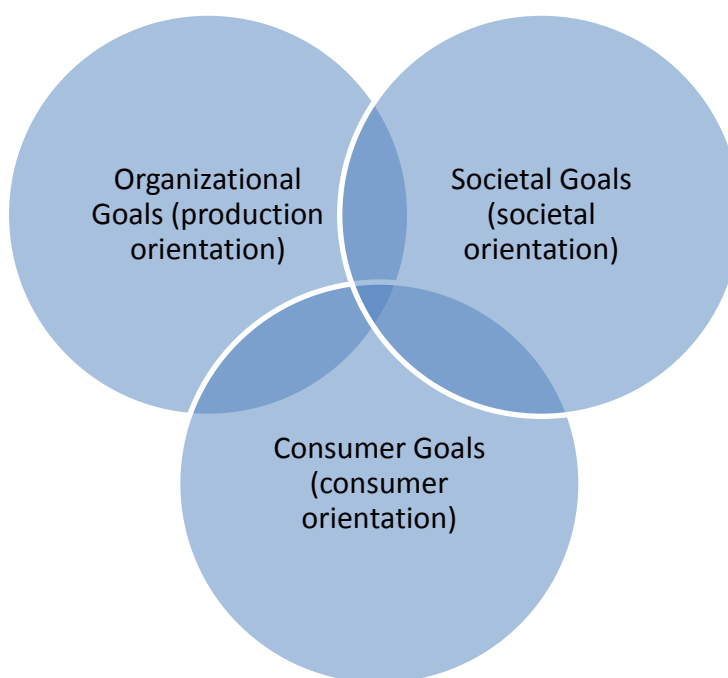 Organizational
Goals (production
orientation)
Societal Goals
(societal
orientation)
Consumer Goals
(consumer
orientation)